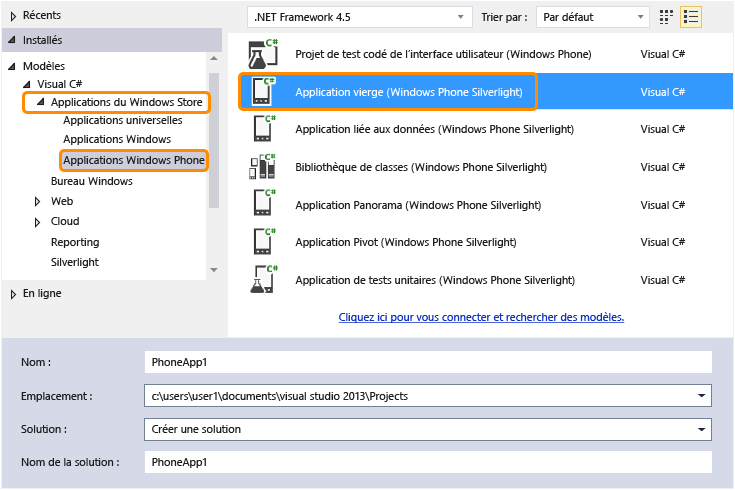 Récents
Installés
Modèles
Visual C#
Applications du Windows Store
Applications universelles
Applications Windows
Applications Windows Phone
Bureau Windows
Web
Cloud
Reporting
Silverlight
En ligne
.NET Framework 4.5 Trier par : Par défaut
C# Projet de test codé de l'interface utilisateur (Windows Phone) Visual C#
C# Application vierge (Windows Phone Silverlight) Visual C#
C# Application liée aux données (Windows Phone Silverlight) Visual C#
C# Bibliothèque de classes (Windows Phone Silverlight) Visual C#
C# Application Panorama (Windows Phone Silverlight) Visual C#
C# Application Pivot (Windows Phone Silverlight) Visual C#
C# Application de tests unitaires (Windows Phone Silverlight) Visual C#
Cliquez ici pour vous connecter et rechercher des modèles.
Nom : PhoneApp1
Emplacement : c:\users\user1\documents\visual studio 2013\Projects
Solution : Créer une solution
Nom de la solution : PhoneApp1